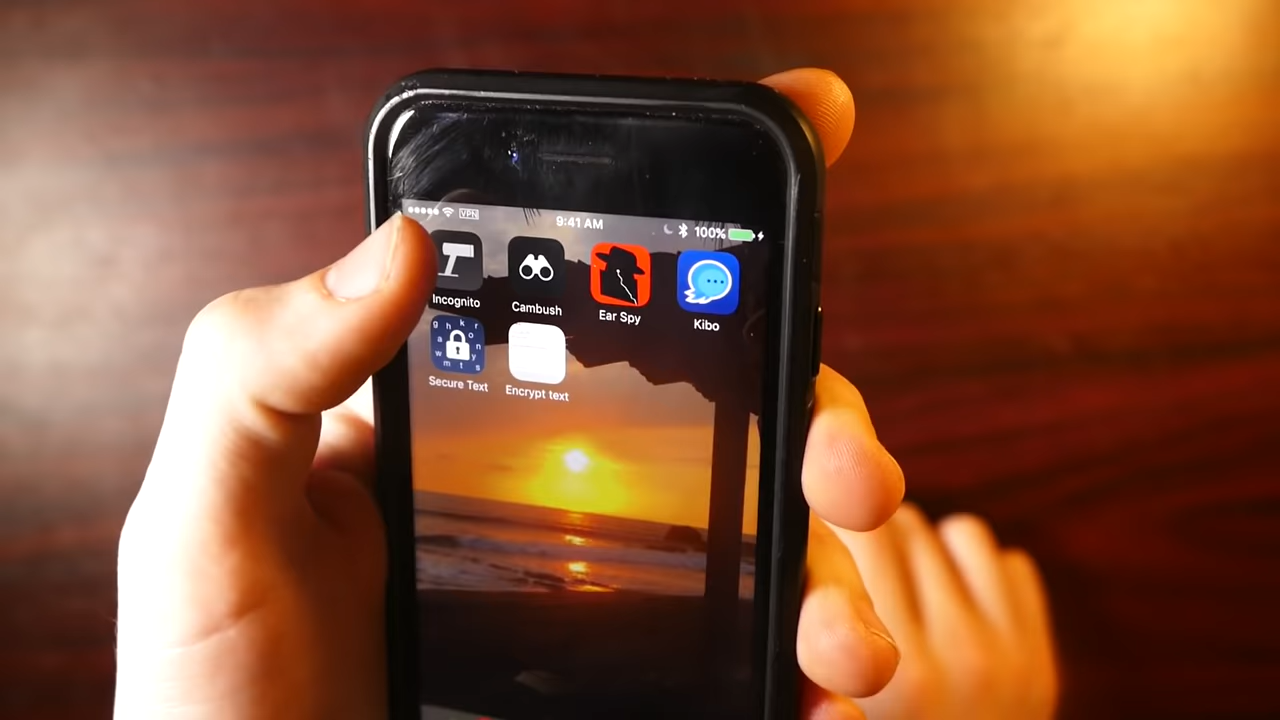 VPN 9:41 AM 100%
Incognito Cambush Ear Spy Kibo
g h k r
a o
w n
m t s y
Secure Text Encrypt text